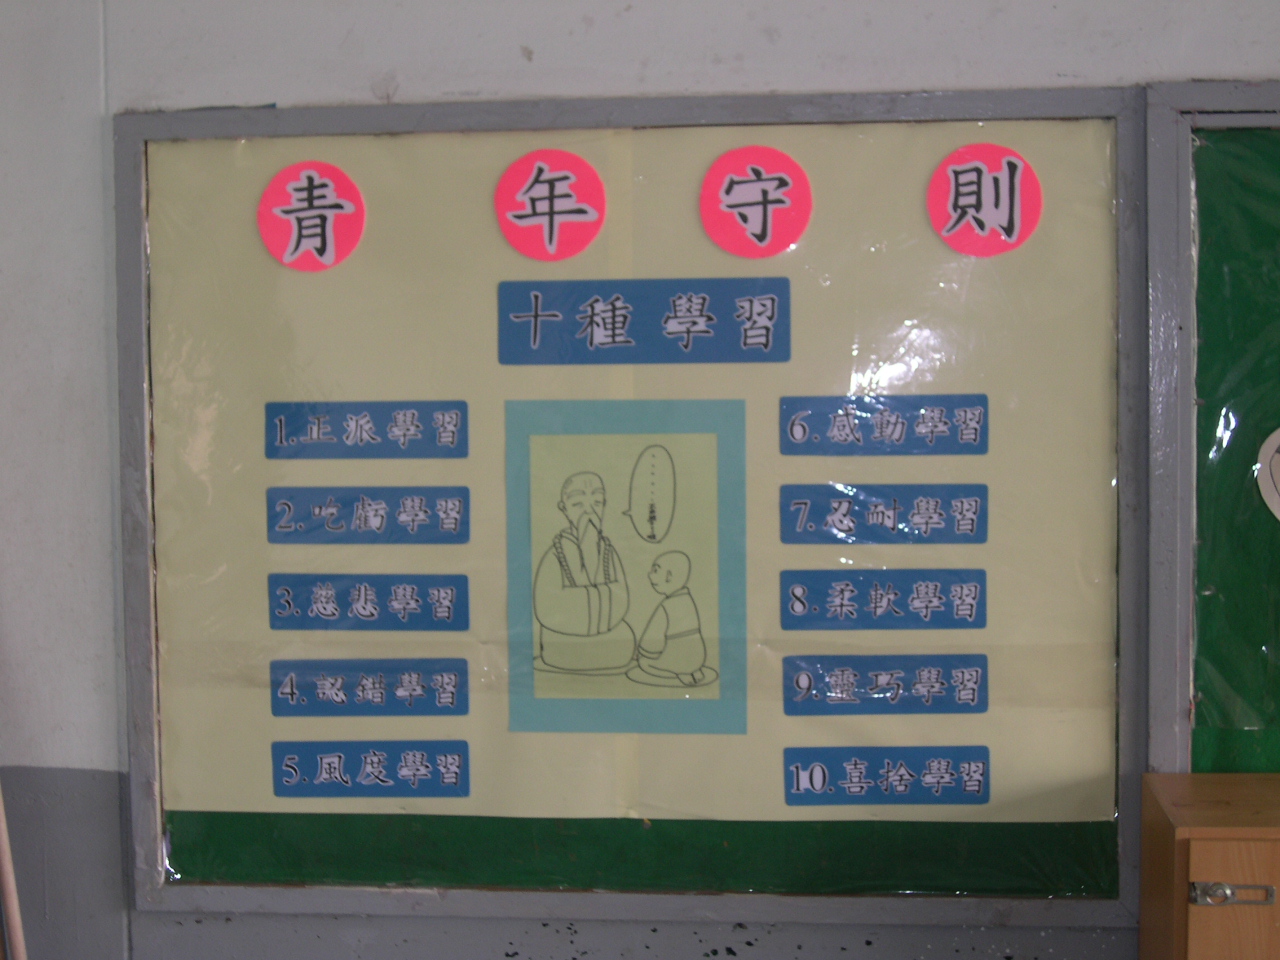 青年守則
十種學習
1.正派學習
2.吃虧學習
3.慈悲學習
4.認錯學習
5.風度學習
6.感動學習
7.忍耐學習
8.柔軟學習
9.靈巧學習
10.喜捨學習